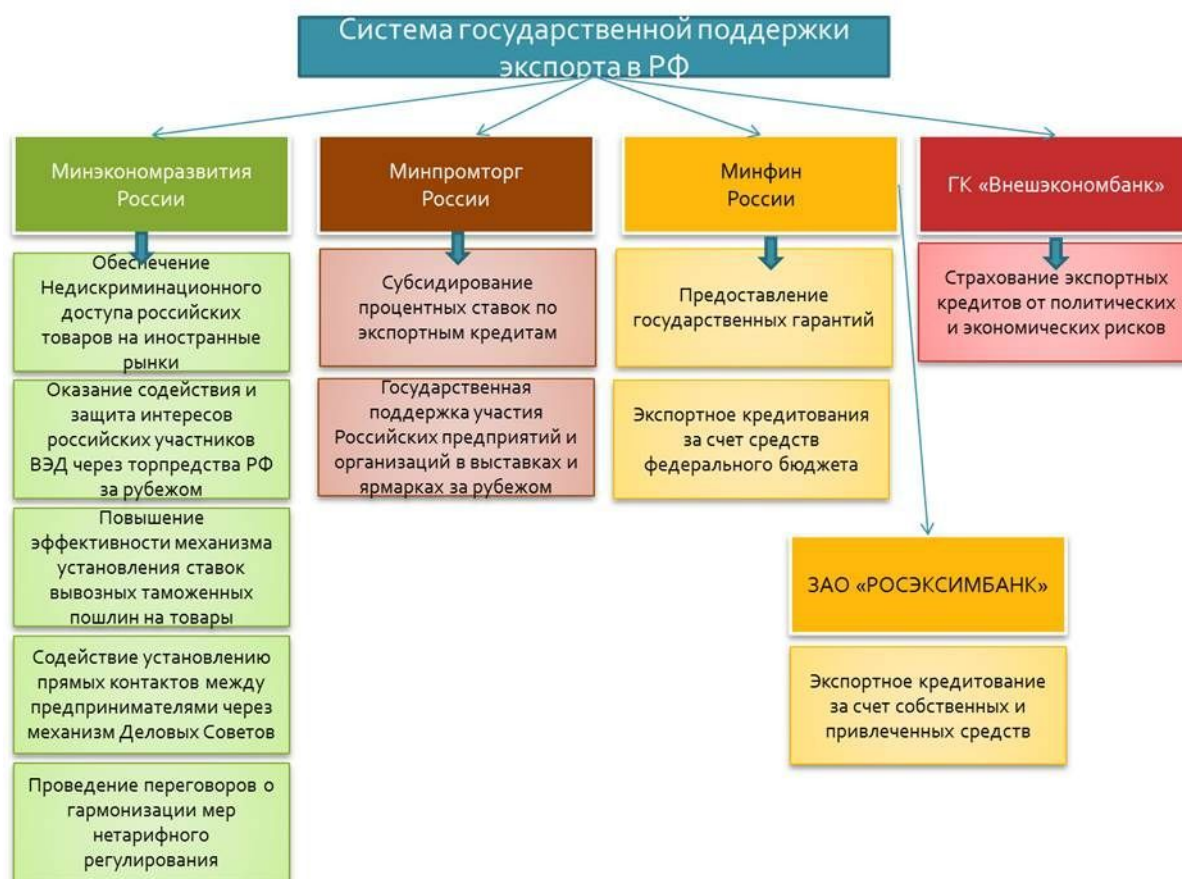 Система государственной поддержки
экспорта в РФ
Минэкономразвития
России
Обеспечение
Недискриминационного
доступа российских
товаров на иностранные
рынки
Оказание содействия и
защита интересов
российских участников
ВЭД через торпредства РФ
за рубежом
Повышение
эффективности механизма
установления ставок
вывозных таможенных
пошлин на товары
Содействие установлению
прямых контактов между
предпринимателями через
механизм Деловых Советов
Проведение переговоров о
гармонизации мер
нетарифного
регулирования
Минпромторг
России
Субсидирование
процентных ставок по
экспортным кредитам
Государственная
поддержка участия
Российских предприятий и
организаций в выставках и
ярмарках за рубежом
Минфин
России
Предоставление
государственных гарантий
Экспортное кредитования
за счет средств
федерального бюджета
ГК «Внешэкономбанк»
Страхование экспортных
кредитов от политических
и экономических рисков
ЗАО «РОСЭКСИМБАНК»
Экспортное кредитование
за счет собственных и
привлеченных средств